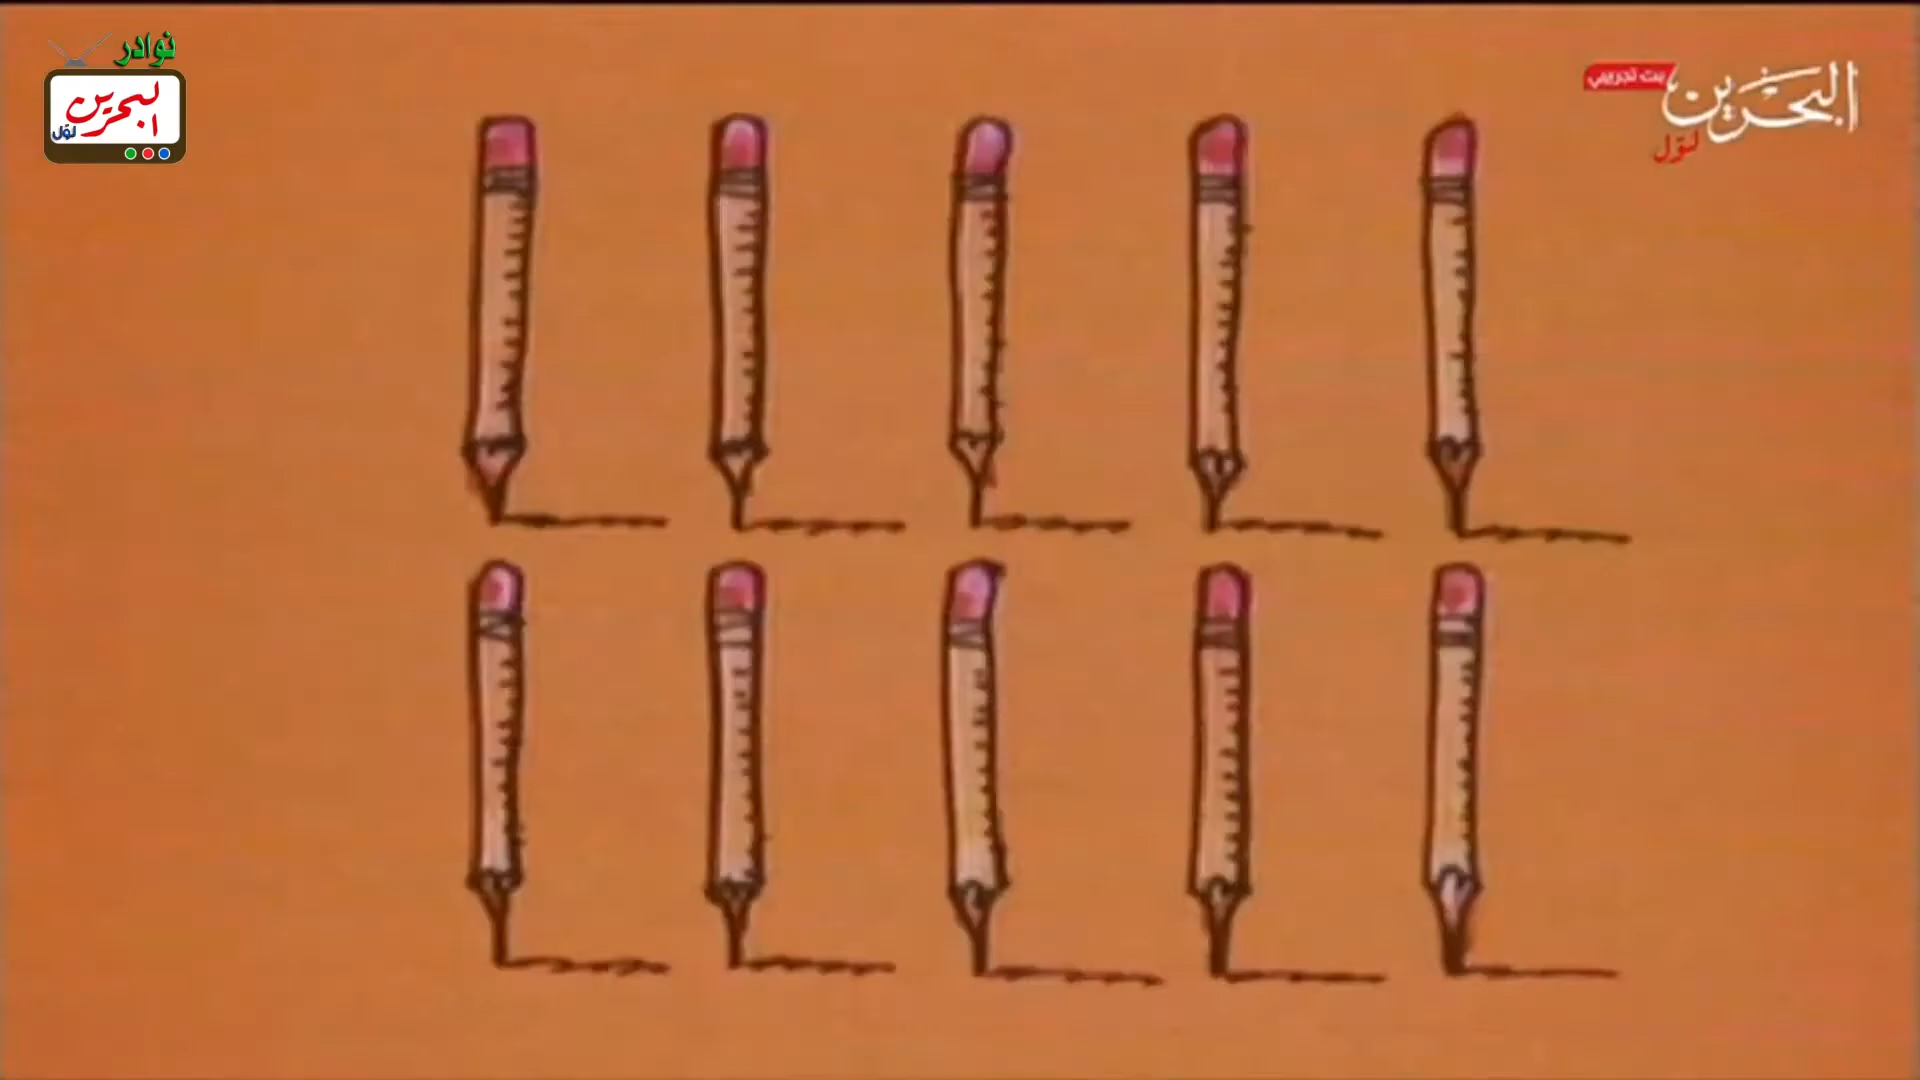 نوادر
البحرين
لوّل
بث تجريبي
البحرين
لوّل